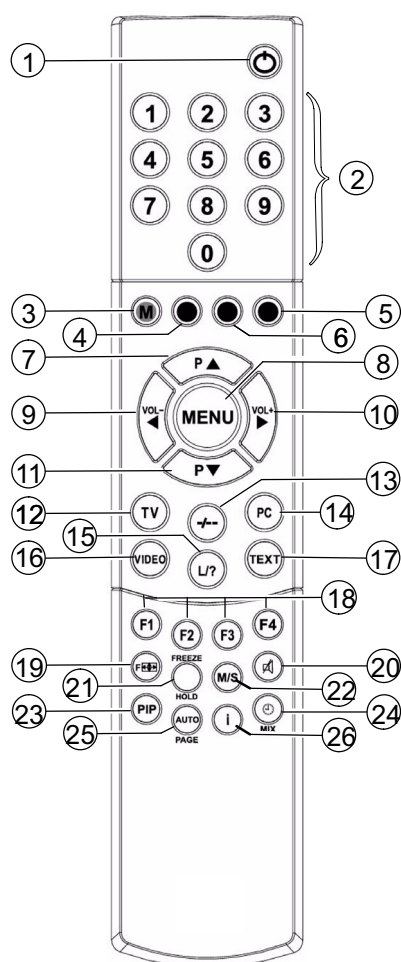 1
1 2 3
4 5 6
2
7 8 9
0
3 M
4 6 5
7 P▲
8
9 VOL- ◄ MENU VOL+ ► 10
11 P▼
13
12 TV -/-- PC 14
15
16 VIDEO L/? TEXT 17
18
F1 F2 F3 F4
19 F FREEZE 20
21 M/S 22
HOLD
23 PIP AUTO i 24
25 PAGE 26 MIX